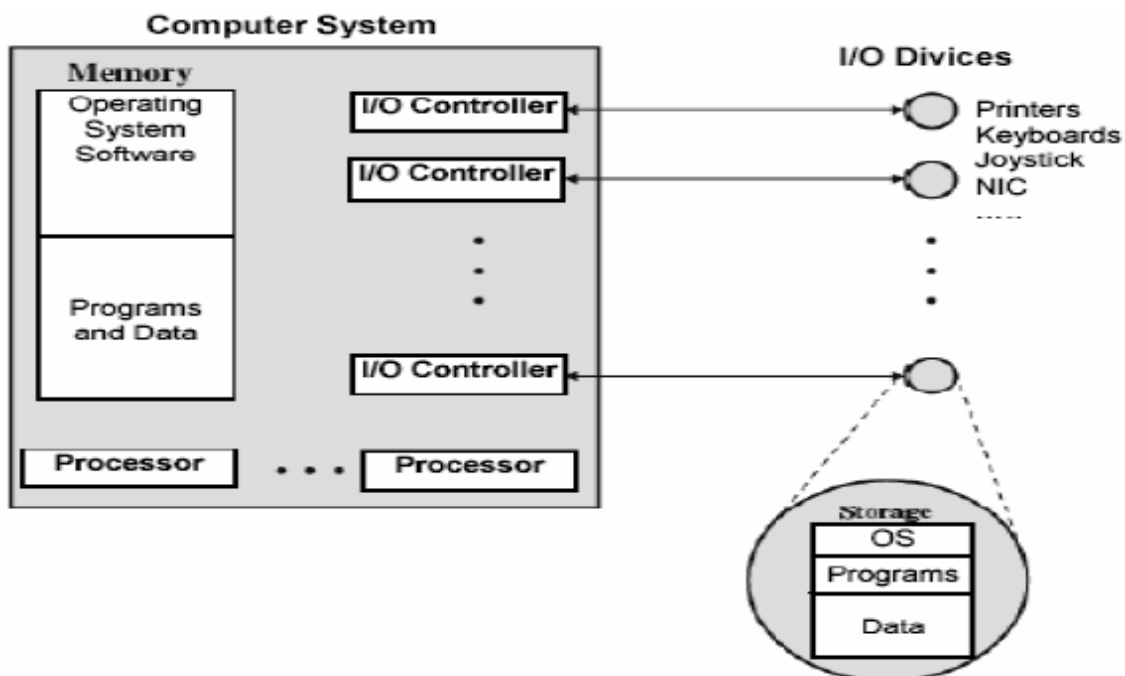 Computer System
Memory
Operating
System
Software
Programs
and Data
I/O Controller
I/O Controller
I/O Controller
Processor
Processor
I/O Divices
Printers
Keyboards
Joystick
NIC
.....
Storage
OS
Programs
Data